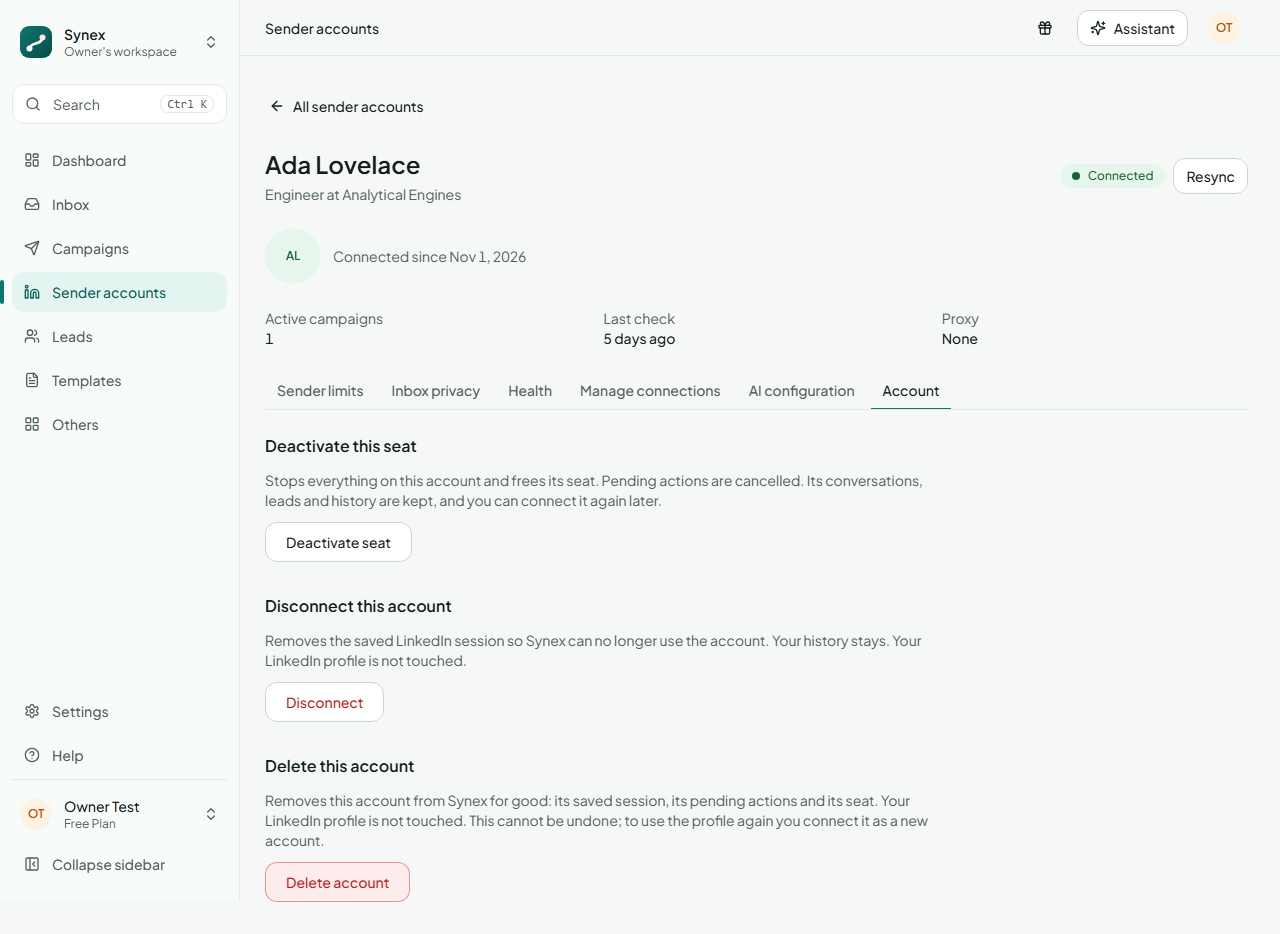 Synex
Owner's workspace
Search
Ctrl K
Dashboard
Inbox
Campaigns
Sender accounts
Leads
Templates
Others
Settings
Help
OT
Owner Test
Free Plan
Collapse sidebar
Sender accounts
Assistant
OT
All sender accounts
Ada Lovelace
Engineer at Analytical Engines
Connected
Resync
AL
Connected since Nov 1, 2026
Active campaigns
1
Last check
5 days ago
Proxy
None
Sender limits
Inbox privacy
Health
Manage connections
AI configuration
Account
Deactivate this seat
Stops everything on this account and frees its seat. Pending actions are cancelled. Its conversations,
leads and history are kept, and you can connect it again later.
Deactivate seat
Disconnect this account
Removes the saved LinkedIn session so Synex can no longer use the account. Your history stays. Your
LinkedIn profile is not touched.
Disconnect
Delete this account
Removes this account from Synex for good: its saved session, its pending actions and its seat. Your
LinkedIn profile is not touched. This cannot be undone; to use the profile again you connect it as a new
account.
Delete account